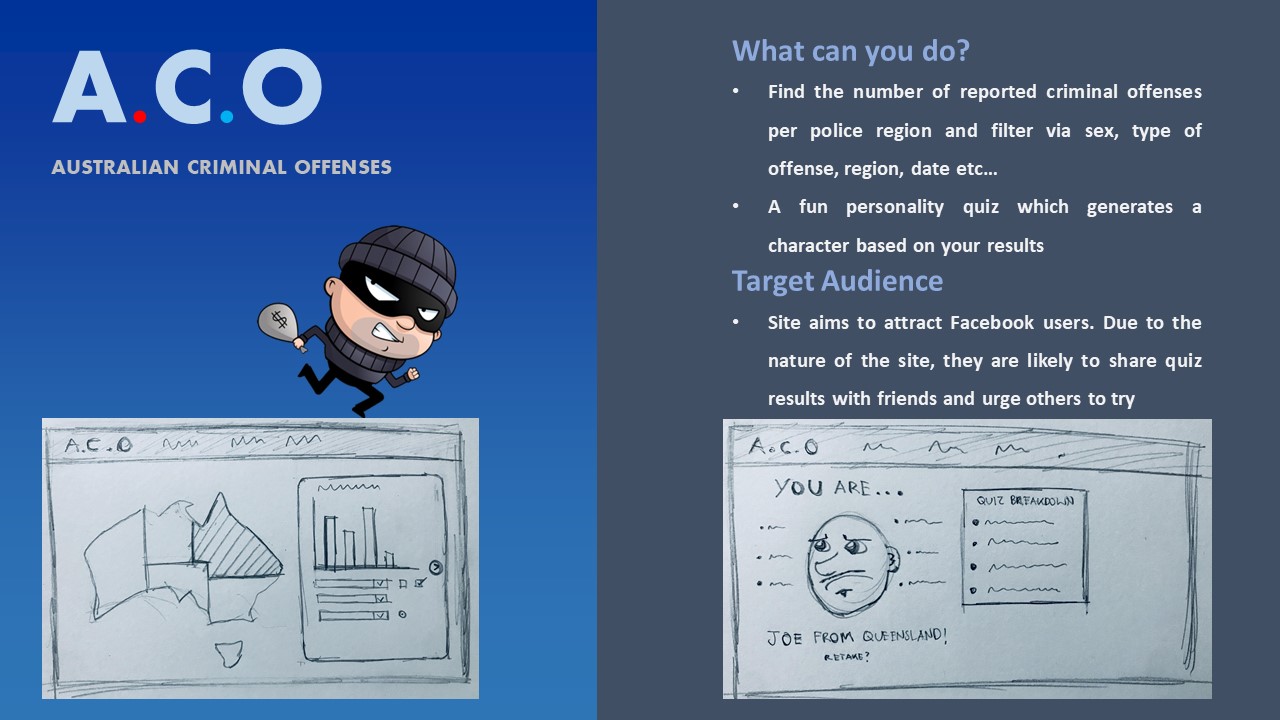 A.C.O
AUSTRALIAN CRIMINAL OFFENSES
$
A.C.O
What can you do?
• Find the number of reported criminal offenses
per police region and filter via sex, type of
offense, region, date etc…
• A fun personality quiz which generates a
character based on your results
Target Audience
• Site aims to attract Facebook users. Due to the
nature of the site, they are likely to share quiz
results with friends and urge others to try
A.C.O
YOU ARE...
QUIZ BREAKDOWN
JOE FROM QUEENSLAND!
RETAKE?